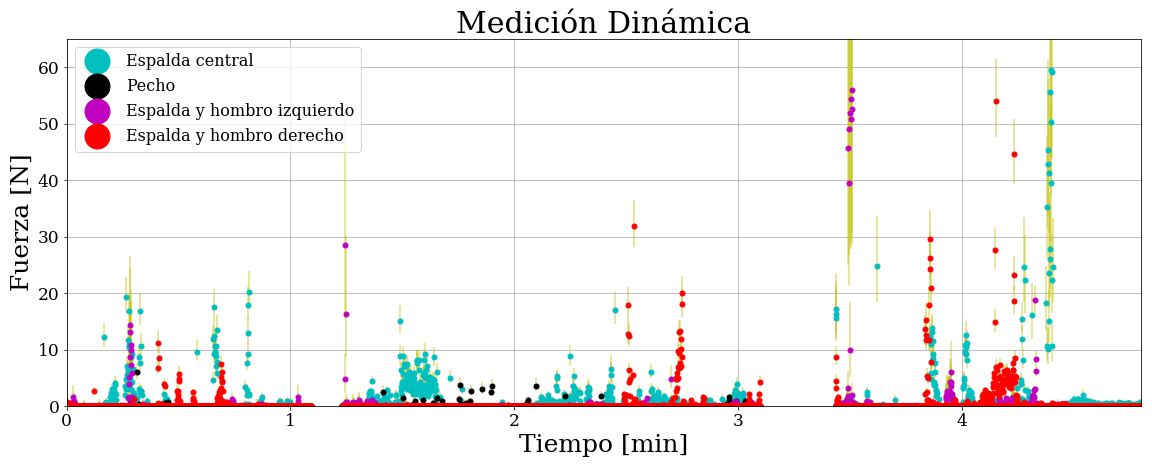 Medición Dinámica
Espalda central
Pecho
Espalda y hombro izquierdo
Espalda y hombro derecho
Fuerza [N]
60
50
40
30
20
10
0
0 1 2 3 4
Tiempo [min]